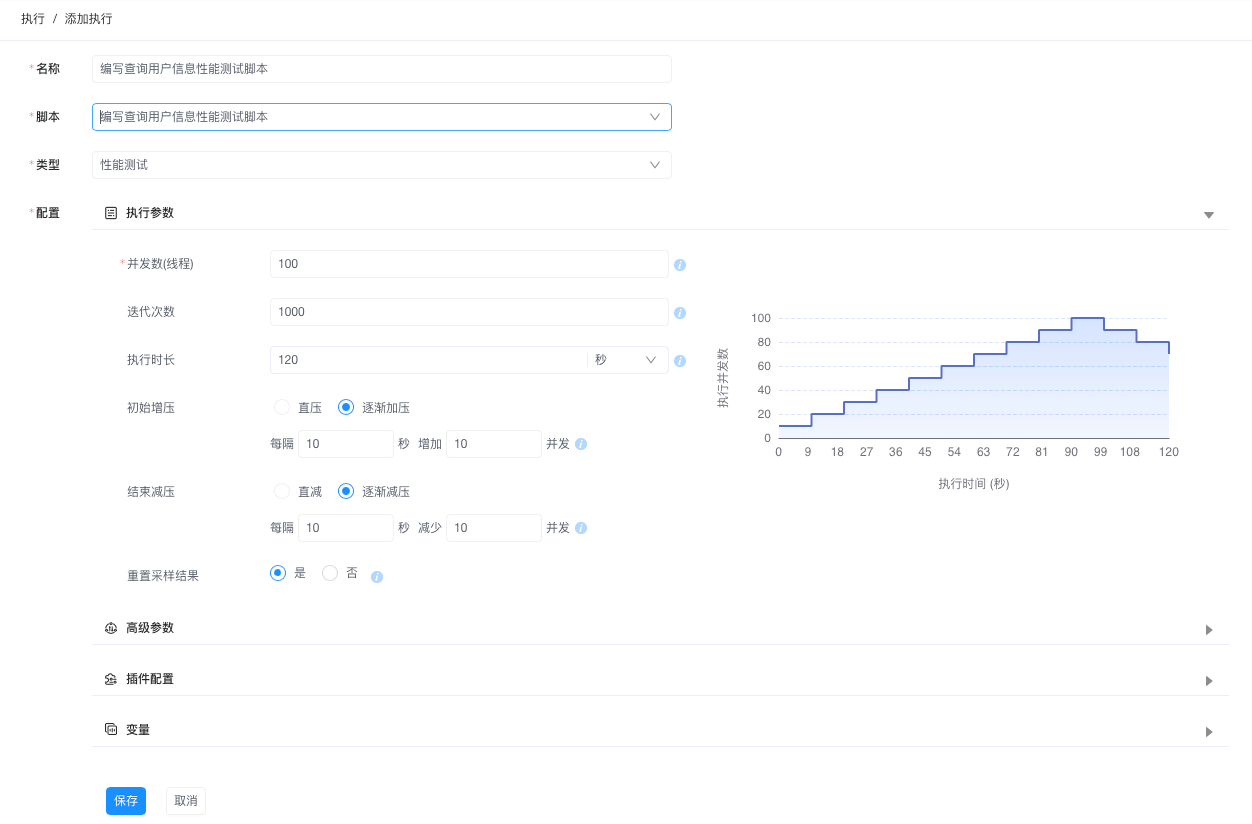 执行 / 添加执行
* 名称 编写查询用户信息性能测试脚本
* 脚本 编写查询用户信息性能测试脚本
* 类型 性能测试
* 配置 执行参数
* 并发数(线程) 100
迭代次数 1000
执行时长 120 秒
初始增压 直压 逐渐加压
每隔 10 秒 增加 10 并发
结束减压 直减 逐渐减压
每隔 10 秒 减少 10 并发
重置采样结果 是 否
执行并发数
100
80
60
40
20
0
0 9 18 27 36 45 54 63 72 81 90 99 108 120
执行时间 (秒)
高级参数
插件配置
变量
保存 取消